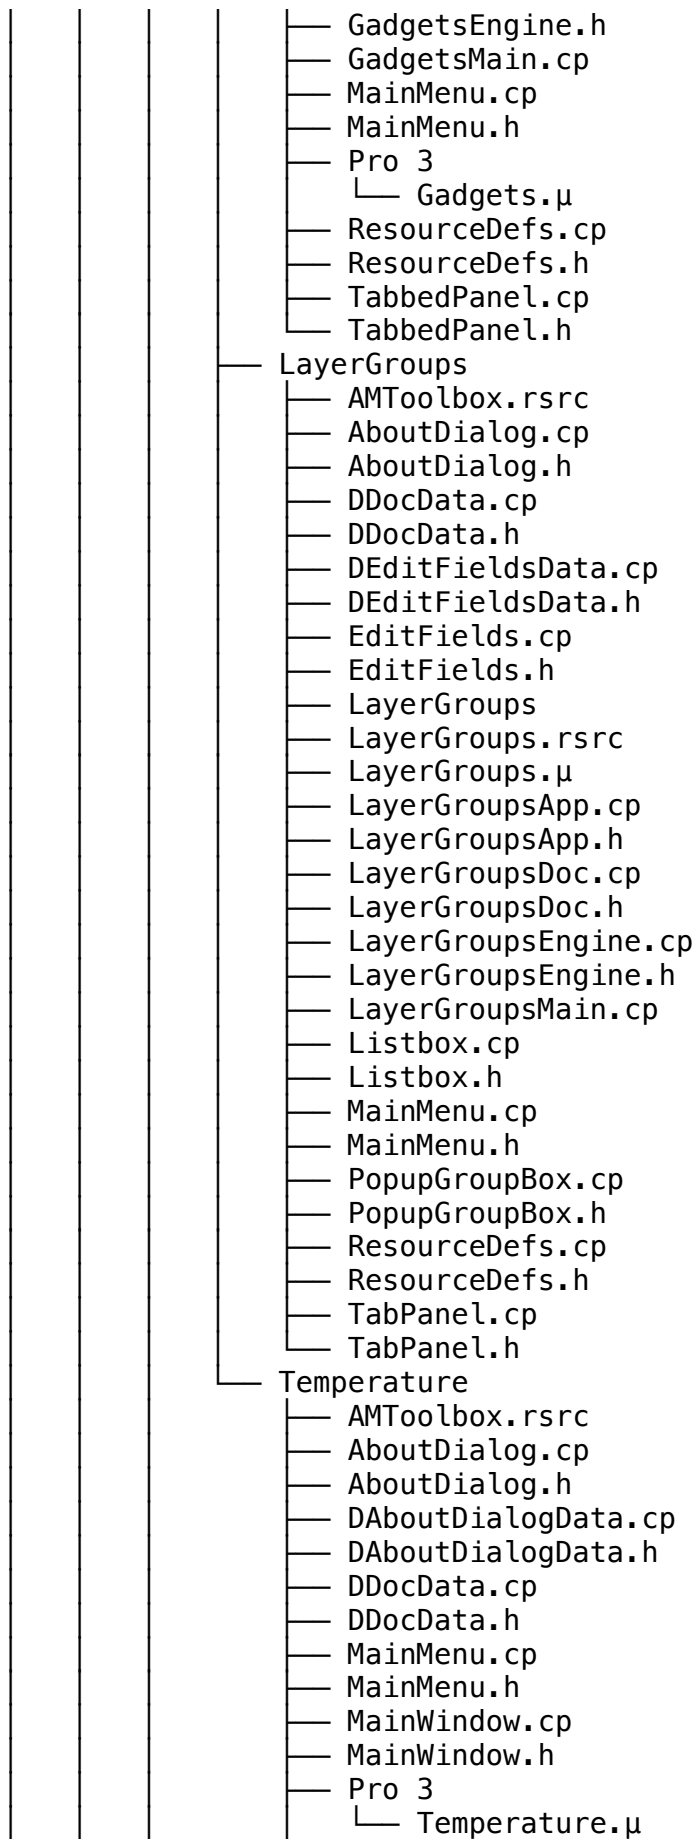 │   │   │   │   ├── GadgetsEngine.h
│   │   │   │   ├── GadgetsMain.cp
│   │   │   │   ├── MainMenu.cp
│   │   │   │   ├── MainMenu.h
│   │   │   │   ├── Pro 3
│   │   │   │   │   └── Gadgets.µ
│   │   │   │   ├── ResourceDefs.cp
│   │   │   │   ├── ResourceDefs.h
│   │   │   │   ├── TabbedPanel.cp
│   │   │   │   └── TabbedPanel.h
│   │   │   ├── LayerGroups
│   │   │   │   ├── AMToolbox.rsrc
│   │   │   │   ├── AboutDialog.cp
│   │   │   │   ├── AboutDialog.h
│   │   │   │   ├── DDocData.cp
│   │   │   │   ├── DDocData.h
│   │   │   │   ├── DEditFieldsData.cp
│   │   │   │   ├── DEditFieldsData.h
│   │   │   │   ├── EditFields.cp
│   │   │   │   ├── EditFields.h
│   │   │   │   ├── LayerGroups
│   │   │   │   ├── LayerGroups.rsrc
│   │   │   │   ├── LayerGroups.µ
│   │   │   │   ├── LayerGroupsApp.cp
│   │   │   │   ├── LayerGroupsApp.h
│   │   │   │   ├── LayerGroupsDoc.cp
│   │   │   │   ├── LayerGroupsDoc.h
│   │   │   │   ├── LayerGroupsEngine.cp
│   │   │   │   ├── LayerGroupsEngine.h
│   │   │   │   ├── LayerGroupsMain.cp
│   │   │   │   ├── Listbox.cp
│   │   │   │   ├── Listbox.h
│   │   │   │   ├── MainMenu.cp
│   │   │   │   ├── MainMenu.h
│   │   │   │   ├── PopupGroupBox.cp
│   │   │   │   ├── PopupGroupBox.h
│   │   │   │   ├── ResourceDefs.cp
│   │   │   │   ├── ResourceDefs.h
│   │   │   │   ├── TabPanel.cp
│   │   │   │   └── TabPanel.h
│   │   │   └── Temperature
│   │   │       ├── AMToolbox.rsrc
│   │   │       ├── AboutDialog.cp
│   │   │       ├── AboutDialog.h
│   │   │       ├── DAboutDialogData.cp
│   │   │       ├── DAboutDialogData.h
│   │   │       ├── DDocData.cp
│   │   │       ├── DDocData.h
│   │   │       ├── MainMenu.cp
│   │   │       ├── MainMenu.h
│   │   │       ├── MainWindow.cp
│   │   │       ├── MainWindow.h
│   │   │       ├── Pro 3
│   │   │       │   └── Temperature.µ